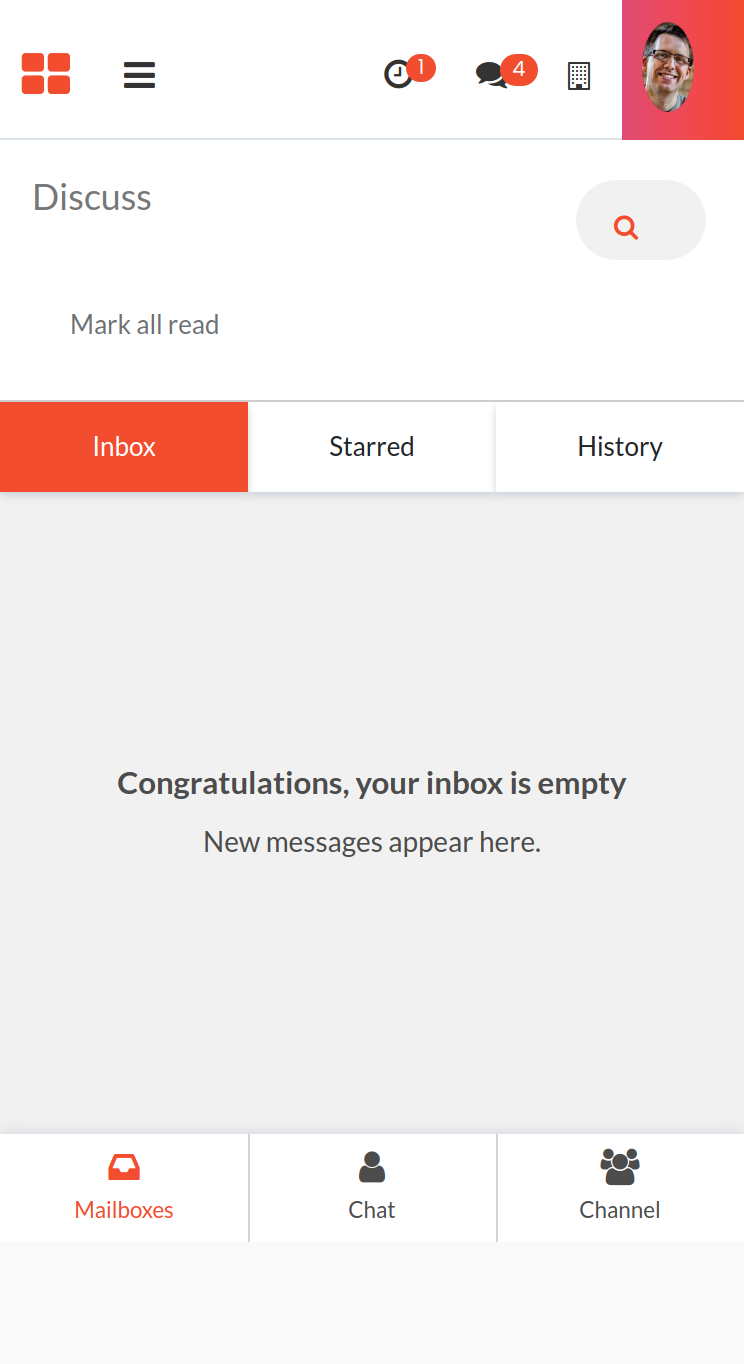 1
4
Discuss
Mark all read
Inbox Starred History
Congratulations, your inbox is empty
New messages appear here.
Mailboxes Chat Channel